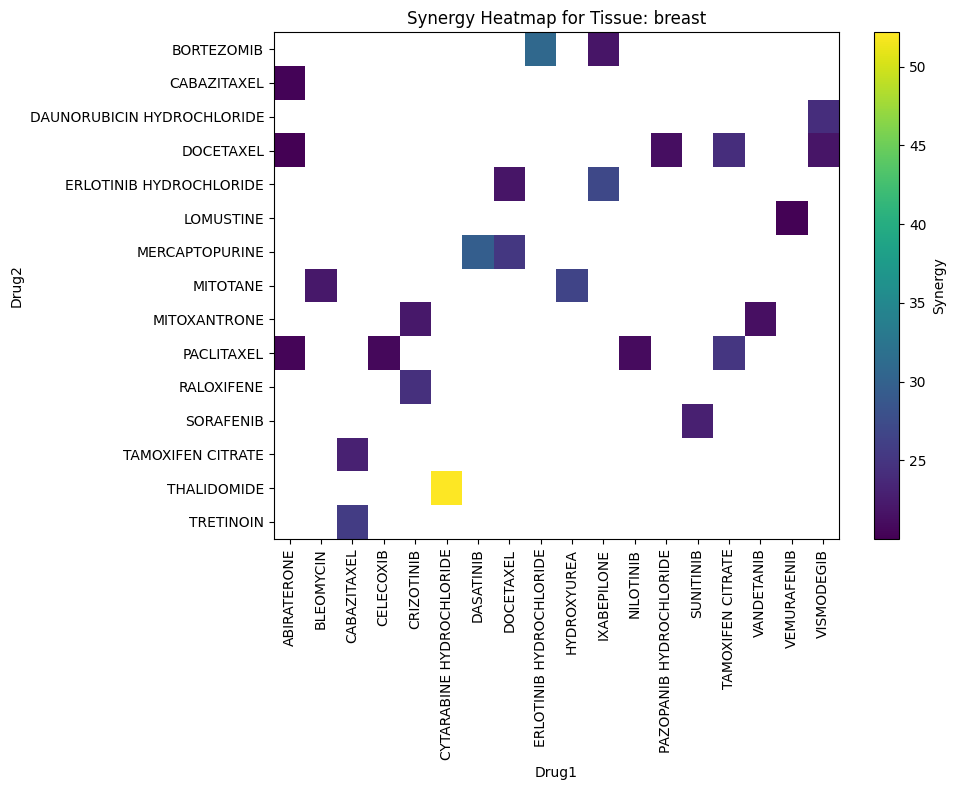 Synergy Heatmap for Tissue: breast
BORTEZOMIB
CABAZITAXEL
DAUNORUBICIN HYDROCHLORIDE
DOCETAXEL
ERLOTINIB HYDROCHLORIDE
LOMUSTINE
MERCAPTOPURINE
MITOTANE
MITOXANTRONE
PACLITAXEL
RALOXIFENE
SORAFENIB
TAMOXIFEN CITRATE
THALIDOMIDE
TRETINOIN
Drug2
ABIRATERONE
BLEOMYCIN
CABAZITAXEL
CELECOXIB
CRIZOTINIB
CYTARABINE HYDROCHLORIDE
DASATINIB
DOCETAXEL
ERLOTINIB HYDROCHLORIDE
HYDROXYUREA
IXABEPILONE
NILOTINIB
PAZOPANIB HYDROCHLORIDE
SUNITINIB
TAMOXIFEN CITRATE
VANDETANIB
VEMURAFENIB
VISMODEGIB
Drug1
50
45
40
35
30
25
Synergy